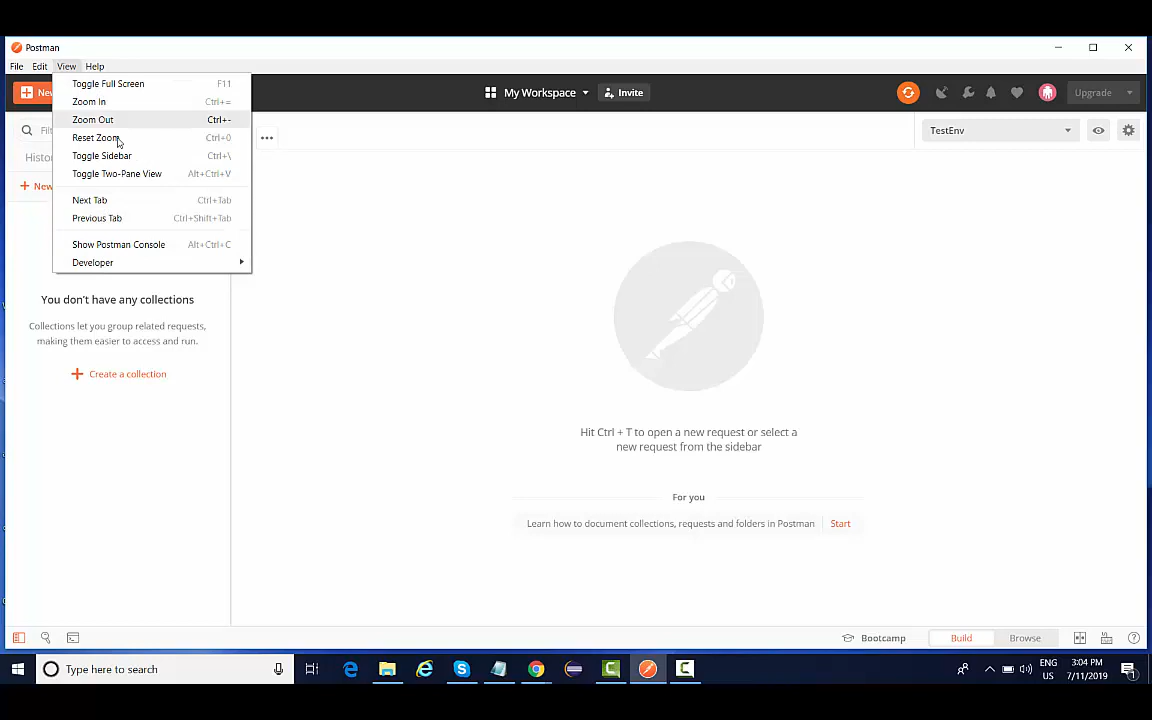 Postman
File Edit View Help
New
My Workspace
Invite
Upgrade
Toggle Full Screen F11
Zoom In Ctrl+=
Zoom Out Ctrl+-
Reset Zoom Ctrl+0
Toggle Sidebar Ctrl+\
Toggle Two-Pane View Alt+Ctrl+V
Next Tab Ctrl+Tab
Previous Tab Ctrl+Shift+Tab
Show Postman Console Alt+Ctrl+C
Developer
Filt
Histo
+ New
TestEnv
You don't have any collections
Collections let you group related requests,
making them easier to access and run.
+ Create a collection
Hit Ctrl + T to open a new request or select a
new request from the sidebar
For you
Learn how to document collections, requests and folders in Postman Start
Bootcamp Build Browse
Type here to search
ENG
US
3:04 PM
7/11/2019